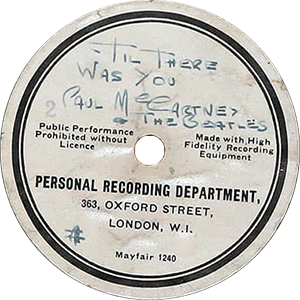 'TIL THERE
WAS YOU
2 PAUL McCARTNEY
& THE BEATLES
Public Performance
Prohibited without
Licence
Made with High
Fidelity Recording
Equipment
PERSONAL RECORDING DEPARTMENT,
363, OXFORD STREET,
LONDON, W.I.
#
Mayfair 1240